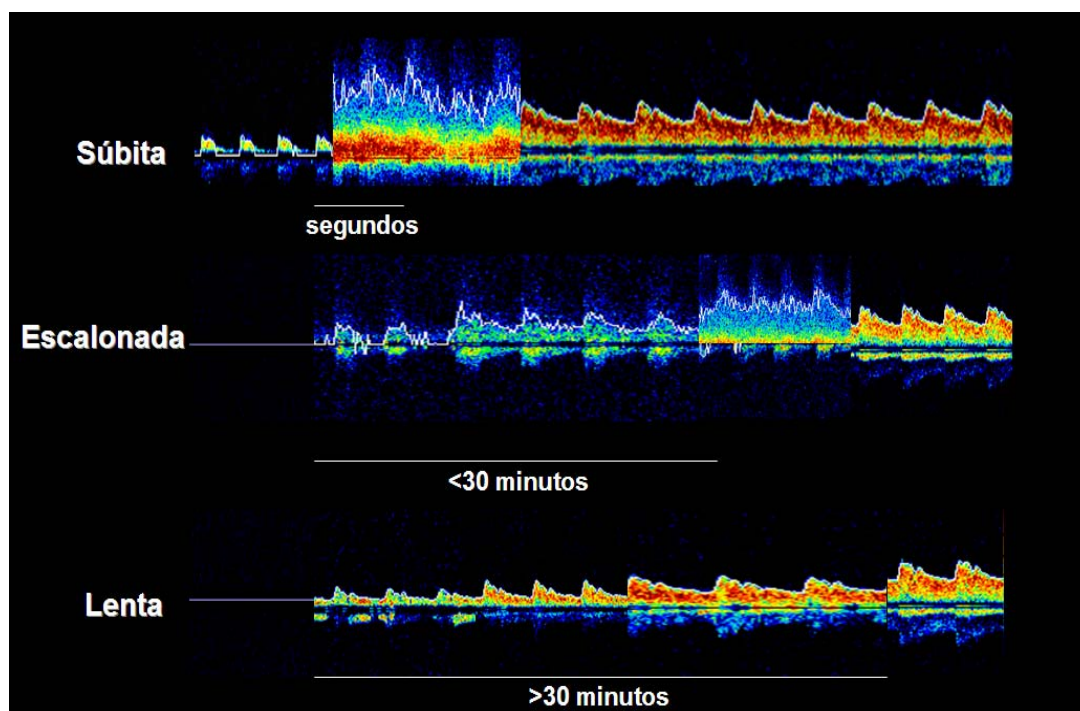 Súbita
segundos
Escalonada
<30 minutos
Lenta
>30 minutos